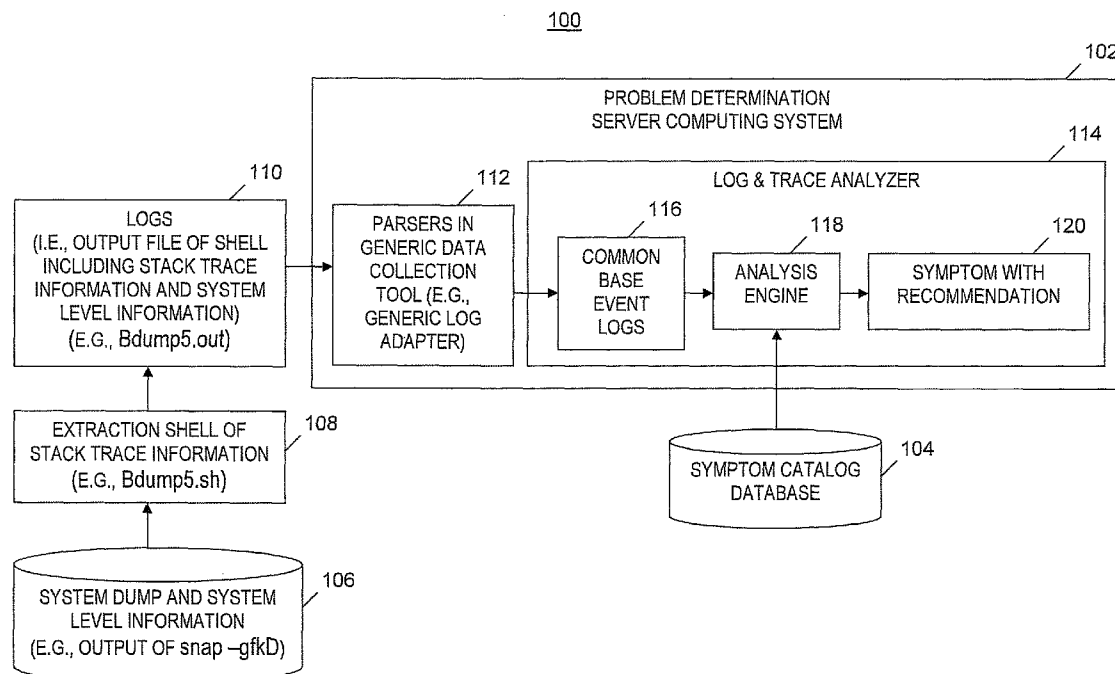 100
102
PROBLEM DETERMINATION
SERVER COMPUTING SYSTEM
114
LOG & TRACE ANALYZER
110
LOGS
(I.E., OUTPUT FILE OF SHELL
INCLUDING STACK TRACE
INFORMATION AND SYSTEM
LEVEL INFORMATION)
(E.G., Bdump5.out)
112
PARSERS IN
GENERIC DATA
COLLECTION
TOOL (E.G.,
GENERIC LOG
ADAPTER)
116
COMMON
BASE
EVENT
LOGS
118
ANALYSIS
ENGINE
120
SYMPTOM WITH
RECOMMENDATION
108
EXTRACTION SHELL OF
STACK TRACE INFORMATION
(E.G., Bdump5.sh)
104
SYMPTOM CATALOG
DATABASE
106
SYSTEM DUMP AND SYSTEM
LEVEL INFORMATION
(E.G., OUTPUT OF snap –gfkD)